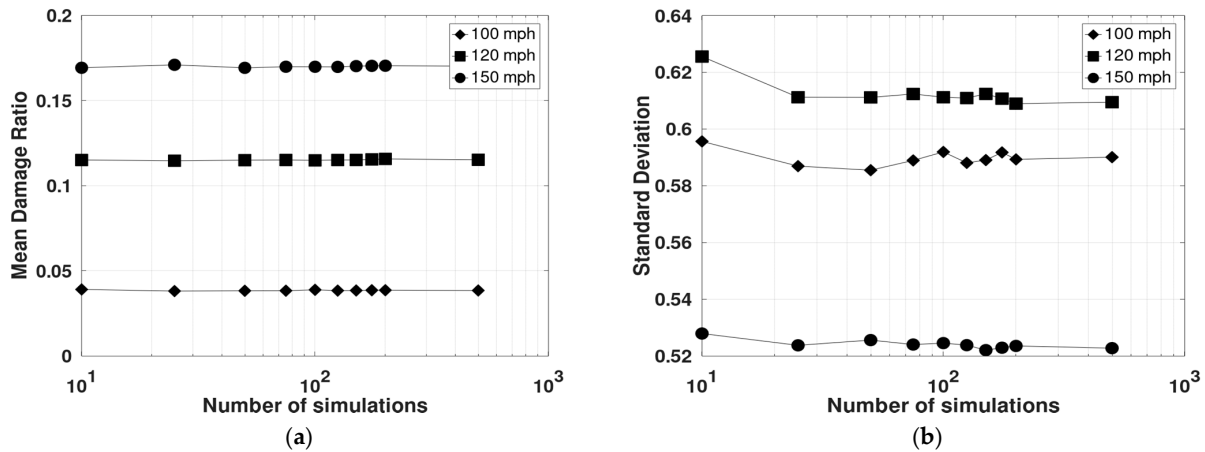 0.2
0.15
0.1
0.05
0
Mean Damage Ratio
100 mph
120 mph
150 mph
10^1
10^2
10^3
Number of simulations
(a)
0.64
0.62
0.6
0.58
0.56
0.54
0.52
Standard Deviation
100 mph
120 mph
150 mph
10^1
10^2
10^3
Number of simulations
(b)